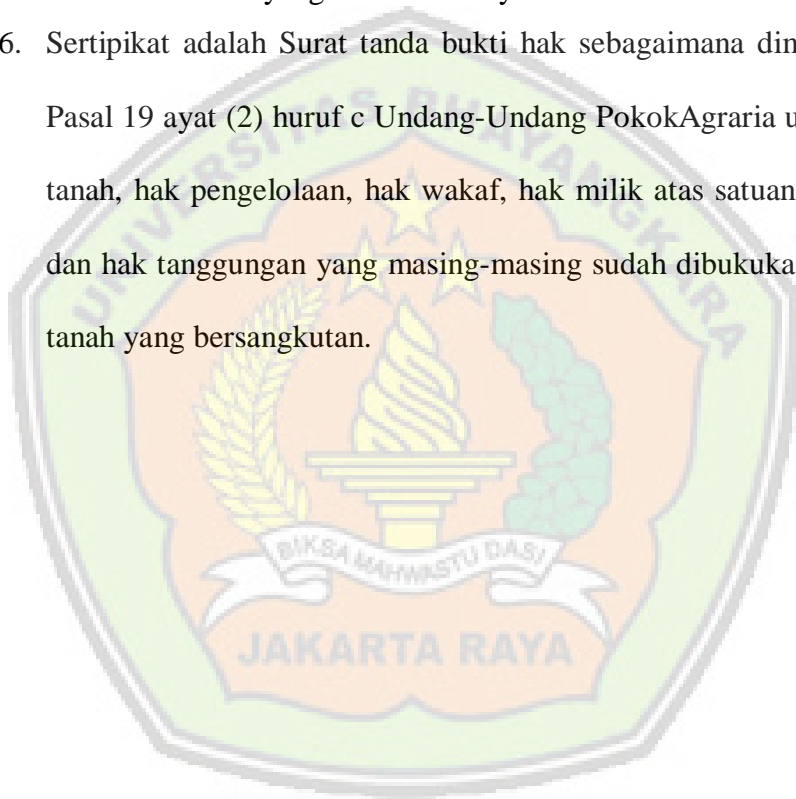 6. Sertipikat adalah Surat tanda bukti hak sebagaimana
Pasal 19 ayat (2) huruf c Undang-Undang PokokAgraria
tanah, hak pengelolaan, hak wakaf, hak milik atas satuan
dan hak tanggungan yang masing-masing sudah
tanah yang bersangkutan.
UNIVERSITAS BHAYANGKARA
BIKSA MAHWASTU DASI
JAKARTA RAYA